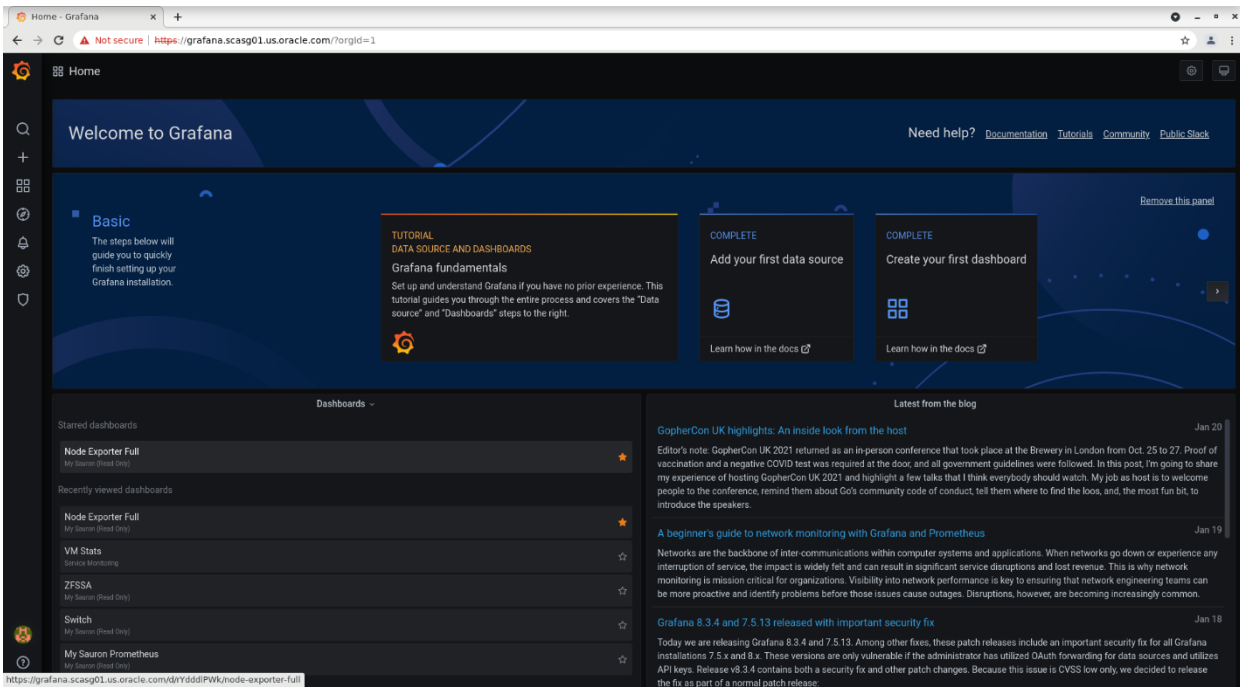 Home - Grafana
Not secure | https://grafana.scasg01.us.oracle.com/?orgId=1
Home
Welcome to Grafana
Need help? Documentation Tutorials Community Public Slack
Remove this panel
Basic
The steps below will
guide you to quickly
finish setting up your
Grafana installation.
TUTORIAL
DATA SOURCE AND DASHBOARDS
Grafana fundamentals
Set up and understand Grafana if you have no prior experience. This
tutorial guides you through the entire process and covers the "Data
source" and "Dashboards" steps to the right.
COMPLETE
Add your first data source
Learn how in the docs
COMPLETE
Create your first dashboard
Learn how in the docs
Dashboards
Starred dashboards
Node Exporter Full
My Sauron (Read Only)
Recently viewed dashboards
Node Exporter Full
My Sauron (Read Only)
VM Stats
Service Monitoring
ZFSSA
My Sauron (Read Only)
Switch
My Sauron (Read Only)
My Sauron Prometheus
My Sauron (Read Only)
Latest from the blog
GopherCon UK highlights: An inside look from the host
Jan 20
Editor's note: GopherCon UK 2021 returned as an in-person conference that took place at the Brewery in London from Oct. 25 to 27. Proof of
vaccination and a negative COVID test was required at the door, and all government guidelines were followed. In this post, I'm going to share
my experience of hosting GopherCon UK 2021 and highlight a few talks that I think everybody should watch. My job as host is to welcome
people to the conference, remind them about Go's community code of conduct, tell them where to find the loos, and, the most fun bit, to
introduce the speakers.
A beginner's guide to network monitoring with Grafana and Prometheus
Jan 19
Networks are the backbone of inter-communications within computer systems and applications. When networks go down or experience any
interruption of service, the impact is widely felt and can result in significant service disruptions and lost revenue. This is why network
monitoring is mission critical for organizations. Visibility into network performance is key to ensuring that network engineering teams can
be more proactive and identify problems before those issues cause outages. Disruptions, however, are becoming increasingly common.
Grafana 8.3.4 and 7.5.13 released with important security fix
Jan 18
Today we are releasing Grafana 8.3.4 and 7.5.13. Among other fixes, these patch releases include an important security fix for all Grafana
installations 7.5.x and 8.x. These versions are only vulnerable if the administrator has utilized OAuth forwarding for data sources and utilizes
API keys. Release v8.3.4 contains both a security fix and other patch changes. Because this issue is CVSS low only, we decided to release
the fix as part of a normal patch release:
https://grafana.scasg01.us.oracle.com/d/rYdddlPWk/node-exporter-full